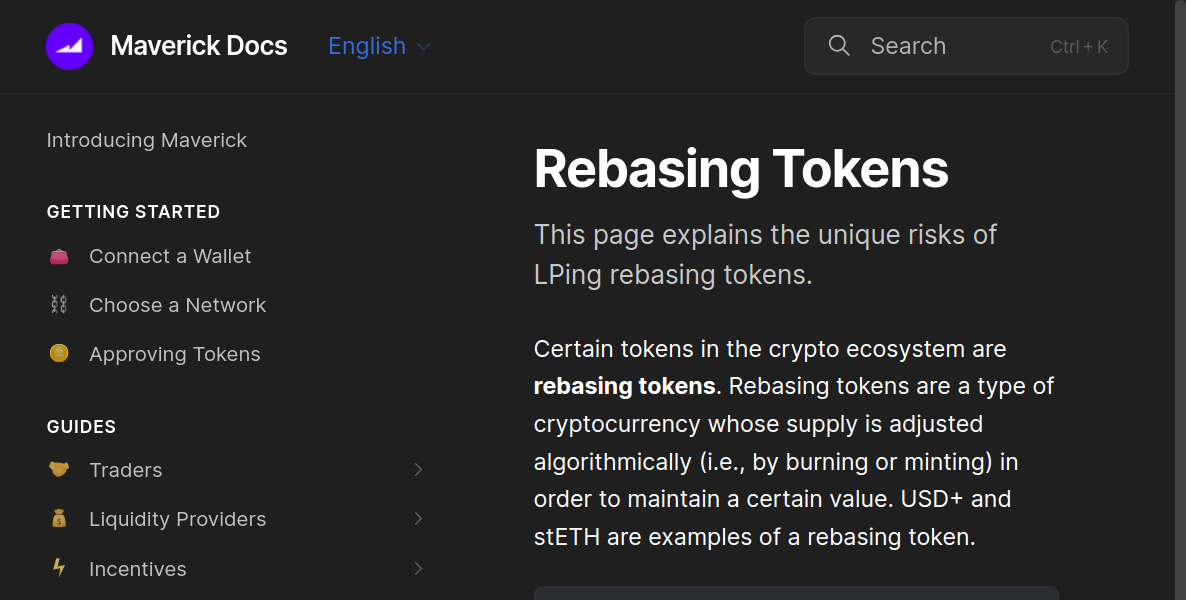 Maverick Docs
English
Search
Ctrl + K
Introducing Maverick
GETTING STARTED
Connect a Wallet
Choose a Network
Approving Tokens
GUIDES
Traders
Liquidity Providers
Incentives
Rebasing Tokens
This page explains the unique risks of
LPing rebasing tokens.
Certain tokens in the crypto ecosystem are
rebasing tokens. Rebasing tokens are a type of
cryptocurrency whose supply is adjusted
algorithmically (i.e., by burning or minting) in
order to maintain a certain value. USD+ and
stETH are examples of a rebasing token.